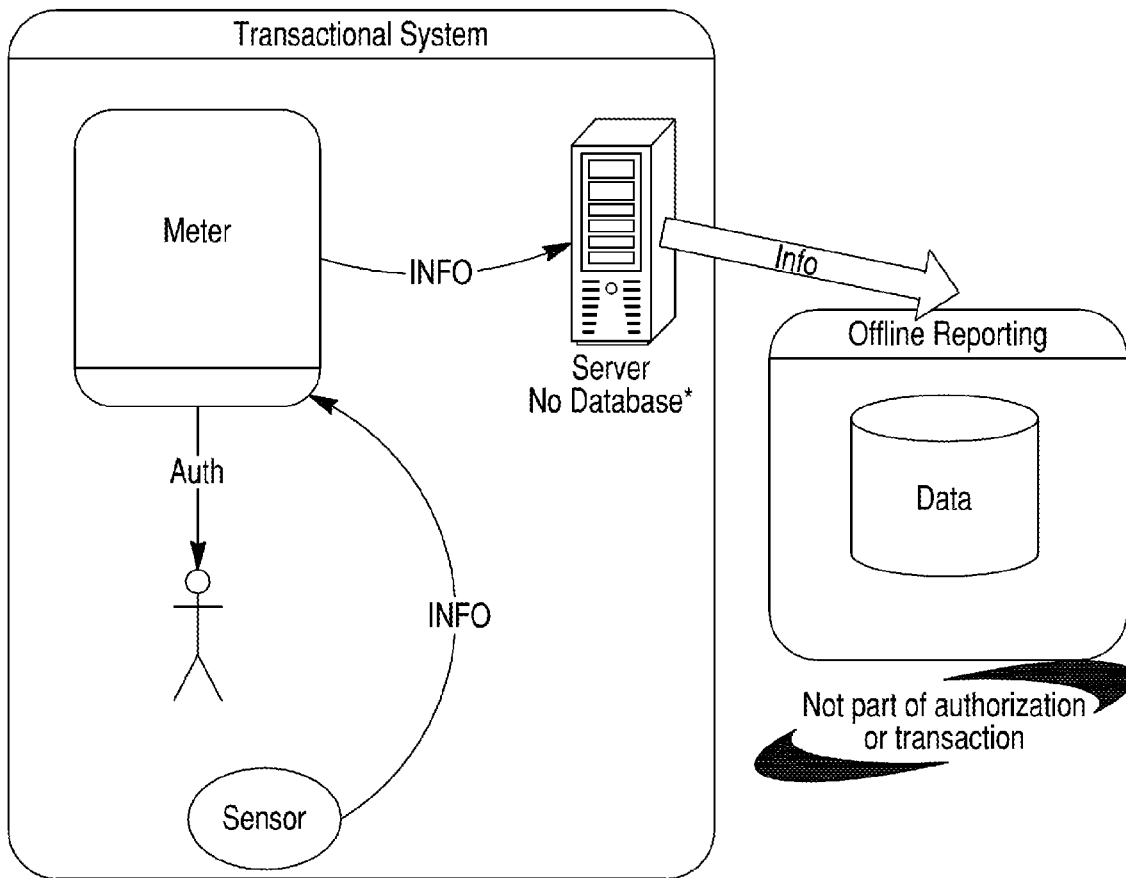 Transactional System
Meter
INFO
Info
Server
No Database*
Offline Reporting
Data
Auth
INFO
Not part of authorization
or transaction
Sensor